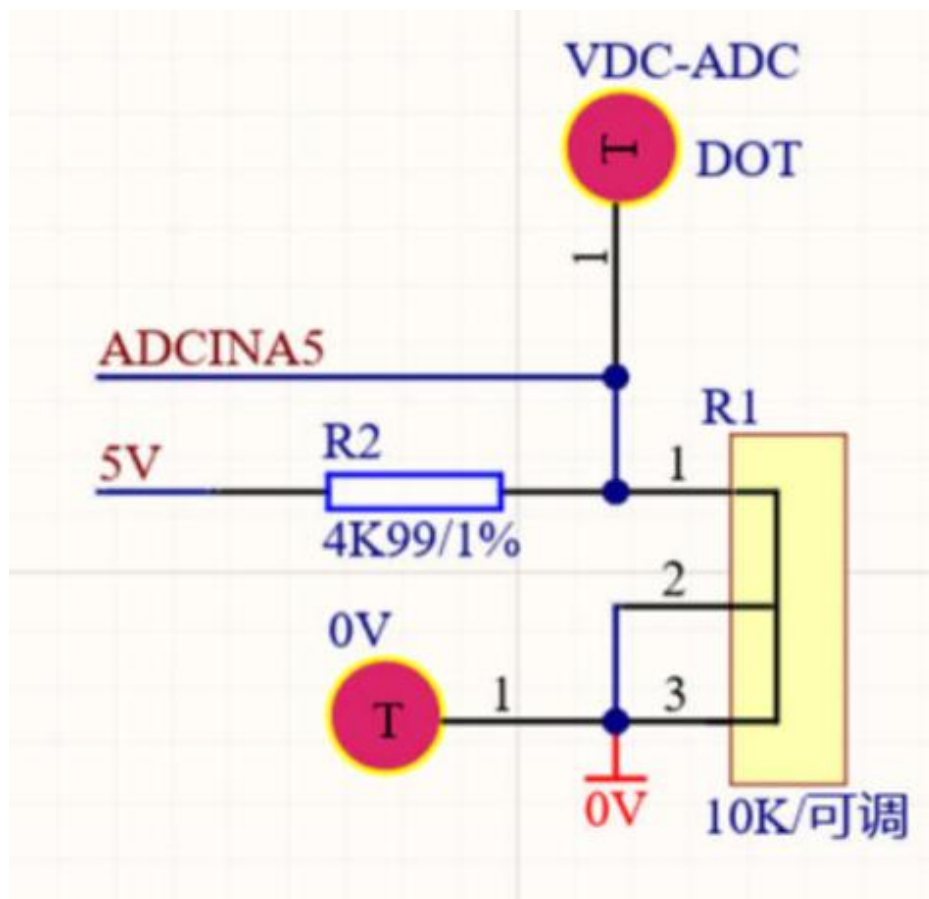 VDC-ADC
T
DOT
1
ADCINA5
R1
R2
1
5V
4K99/1%
2
0V
T
1
3
0V
10K/可调